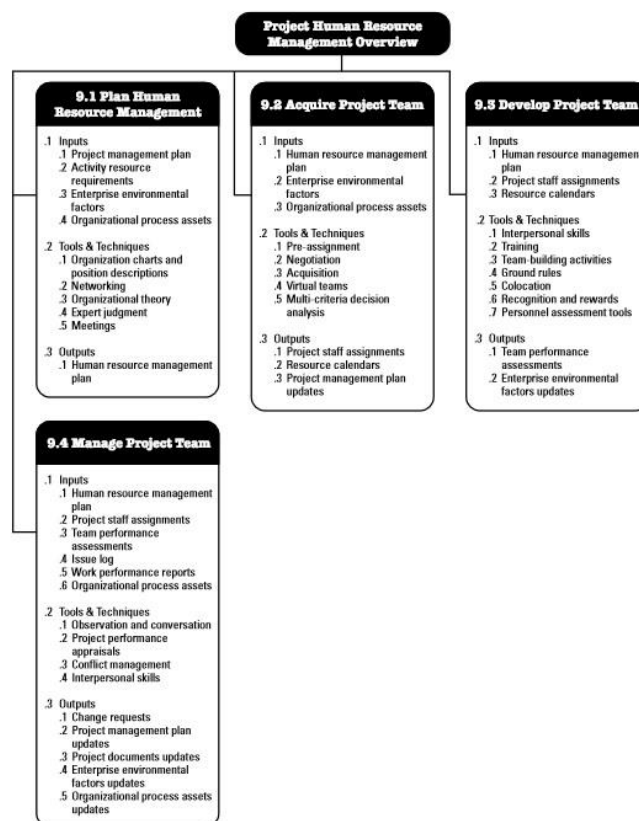 Project Human Resource
Management Overview
9.1 Plan Human
Resource Management
.1 Inputs
.1 Project management plan
.2 Activity resource
requirements
.3 Enterprise environmental
factors
.4 Organizational process assets
.2 Tools & Techniques
.1 Organization charts and
position descriptions
.2 Networking
.3 Organizational theory
.4 Expert judgment
.5 Meetings
.3 Outputs
.1 Human resource management
plan
9.2 Acquire Project Team
.1 Inputs
.1 Human resource management
plan
.2 Enterprise environmental
factors
.3 Organizational process assets
.2 Tools & Techniques
.1 Pre-assignment
.2 Negotiation
.3 Acquisition
.4 Virtual teams
.5 Multi-criteria decision
analysis
.3 Outputs
.1 Project staff assignments
.2 Resource calendars
.3 Project management plan
updates
9.3 Develop Project Team
.1 Inputs
.1 Human resource management
plan
.2 Project staff assignments
.3 Resource calendars
.2 Tools & Techniques
.1 Interpersonal skills
.2 Training
.3 Team-building activities
.4 Ground rules
.5 Colocation
.6 Recognition and rewards
.7 Personnel assessment tools
.3 Outputs
.1 Team performance
assessments
.2 Enterprise environmental
factors updates
9.4 Manage Project Team
.1 Inputs
.1 Human resource management
plan
.2 Project staff assignments
.3 Team performance
assessments
.4 Issue log
.5 Work performance reports
.6 Organizational process assets
.2 Tools & Techniques
.1 Observation and conversation
.2 Project performance
appraisals
.3 Conflict management
.4 Interpersonal skills
.3 Outputs
.1 Change requests
.2 Project management plan
updates
.3 Project documents updates
.4 Enterprise environmental
factors updates
.5 Organizational process assets
updates